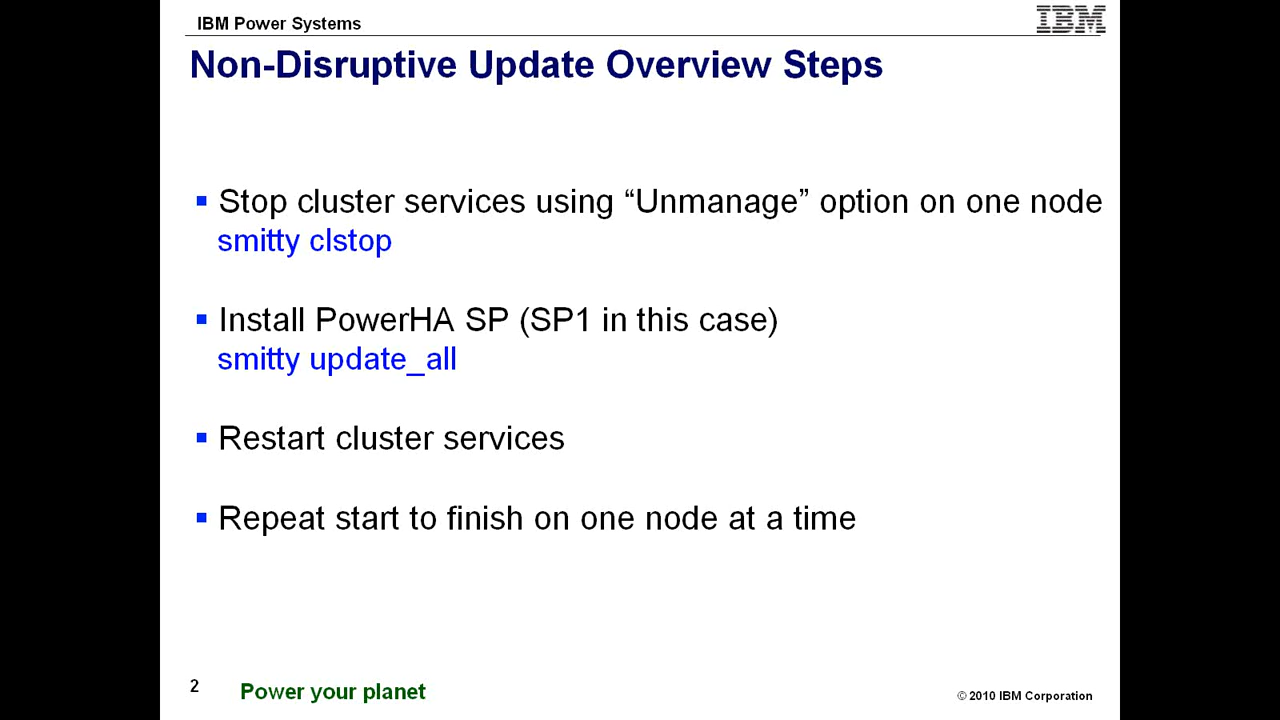 IBM Power Systems
IBM
Non-Disruptive Update Overview Steps
▪ Stop cluster services using “Unmanage” option on one node
smitty clstop
▪ Install PowerHA SP (SP1 in this case)
smitty update_all
▪ Restart cluster services
▪ Repeat start to finish on one node at a time
2
Power your planet
© 2010 IBM Corporation